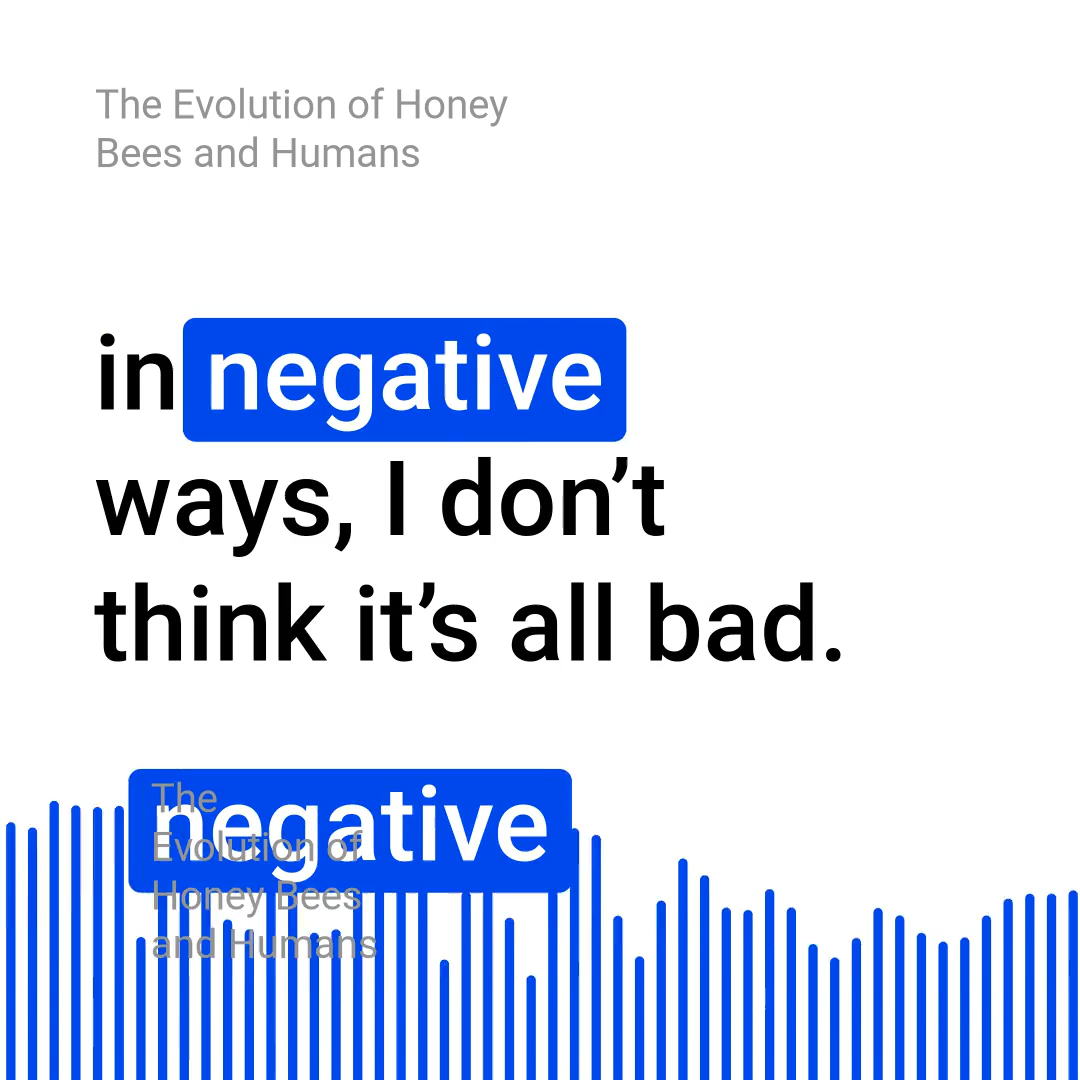 The Evolution of Honey
Bees and Humans
in negative
ways, I don’t
think it’s all bad.
negative
The
Evolution of
Honey Bees
and Humans